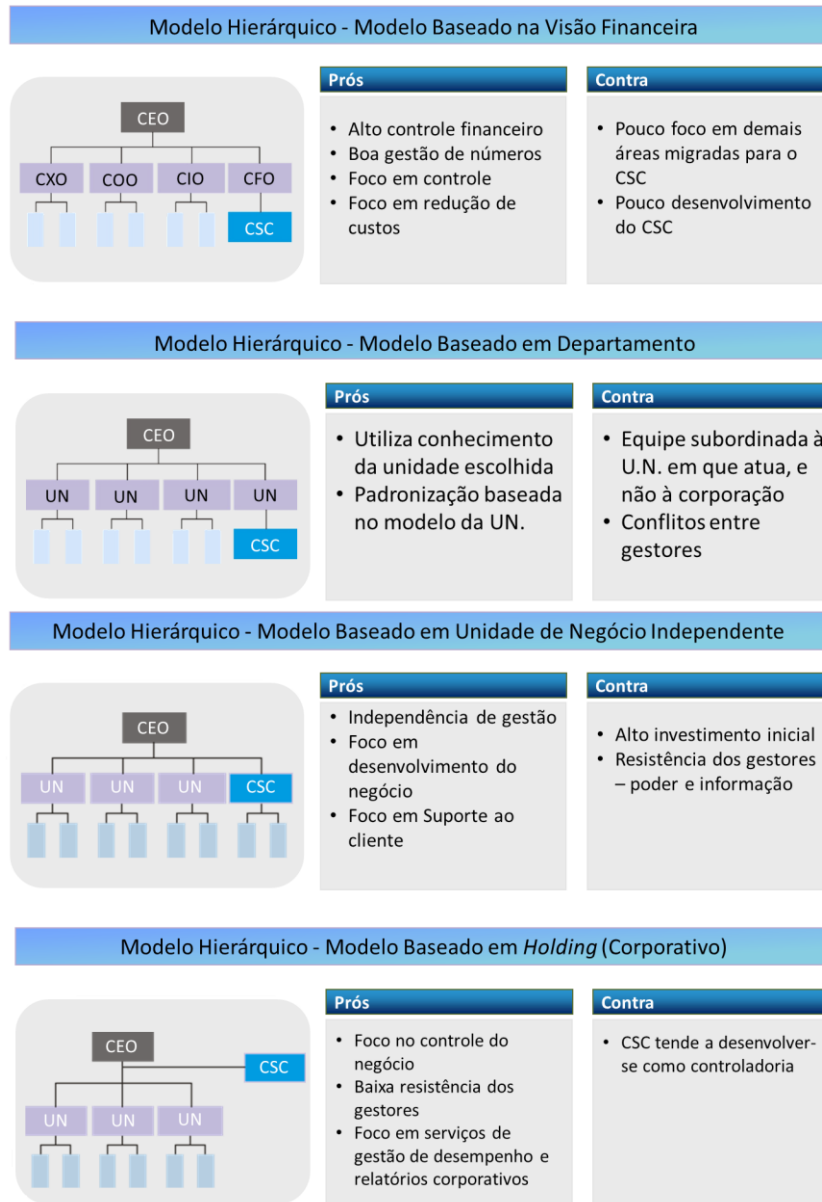 Modelo Hierárquico - Modelo Baseado na Visão Financeira
CEO
CXO COO CIO CFO
CSC
Prós
• Alto controle financeiro
• Boa gestão de números
• Foco em controle
• Foco em redução de
custos
Contra
• Pouco foco em demais
áreas migradas para o
CSC
• Pouco desenvolvimento
do CSC
Modelo Hierárquico - Modelo Baseado em Departamento
CEO
UN UN UN UN
CSC
Prós
• Utiliza conhecimento
da unidade escolhida
• Padronização baseada
no modelo da UN.
Contra
• Equipe subordinada à
U.N. em que atua, e
não à corporação
• Conflitos entre
gestores
Modelo Hierárquico - Modelo Baseado em Unidade de Negócio Independente
CEO
UN UN UN CSC
Prós
• Independência de gestão
• Foco em
desenvolvimento do
negócio
• Foco em Suporte ao
cliente
Contra
• Alto investimento inicial
• Resistência dos gestores
– poder e informação
Modelo Hierárquico - Modelo Baseado em Holding (Corporativo)
CEO
CSC
UN UN UN
Prós
• Foco no controle do
negócio
• Baixa resistência dos
gestores
• Foco em serviços de
gestão de desempenho e
relatórios corporativos
Contra
• CSC tende a desenvolver-
se como controladoria